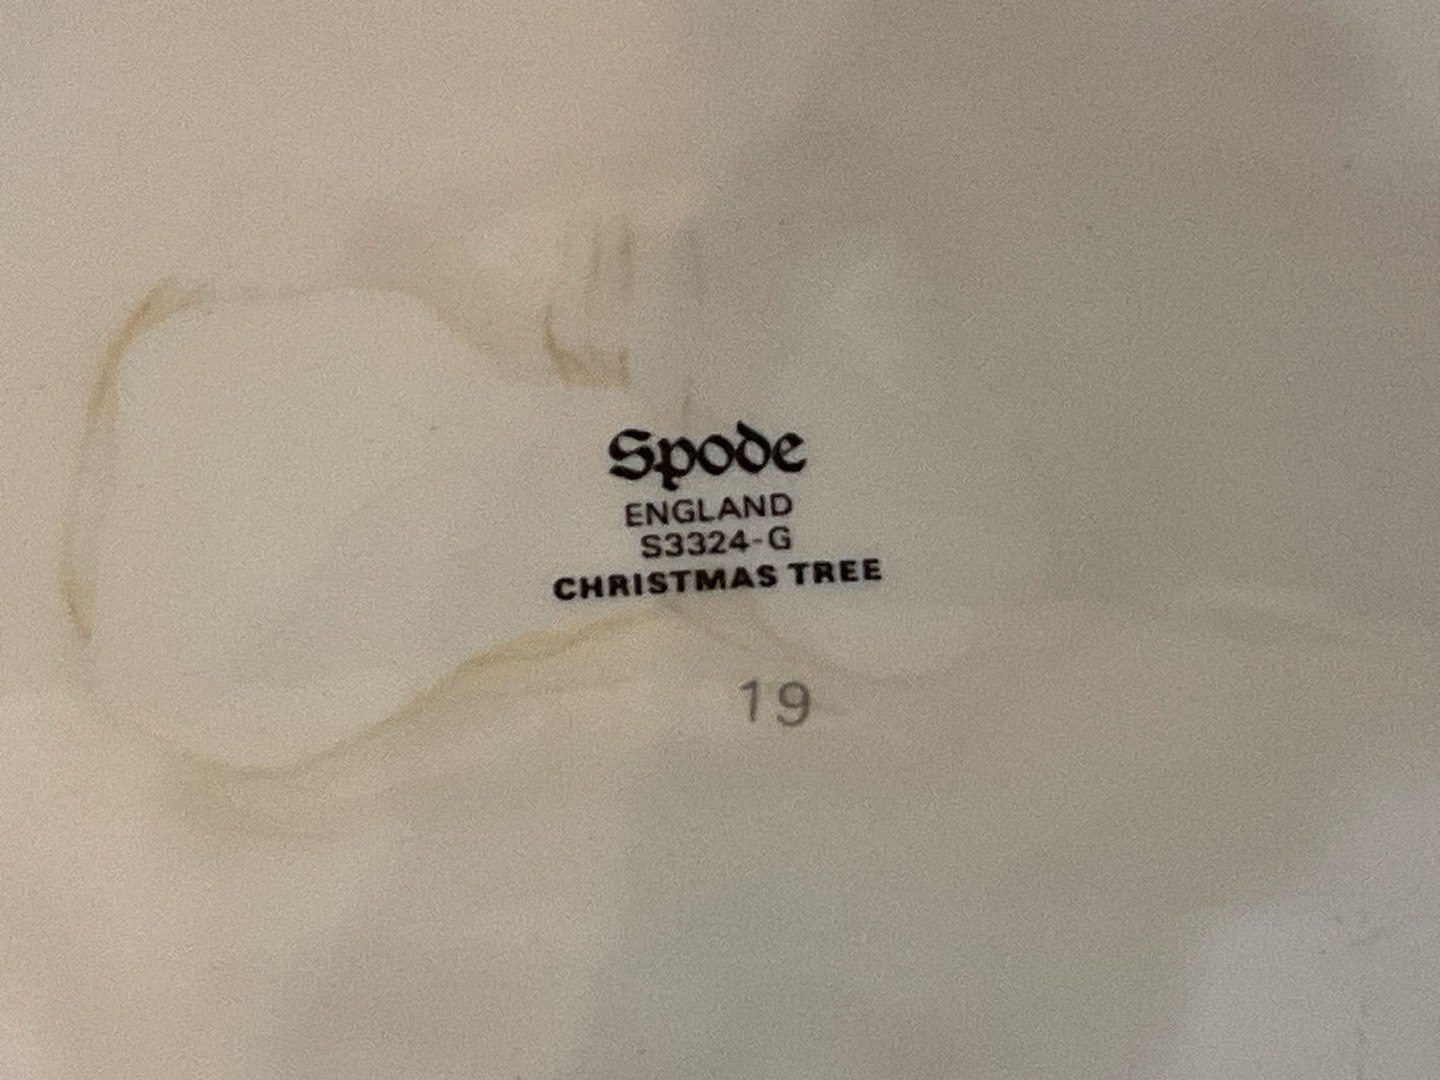 Spode
ENGLAND
S3324-G
CHRISTMAS TREE
19